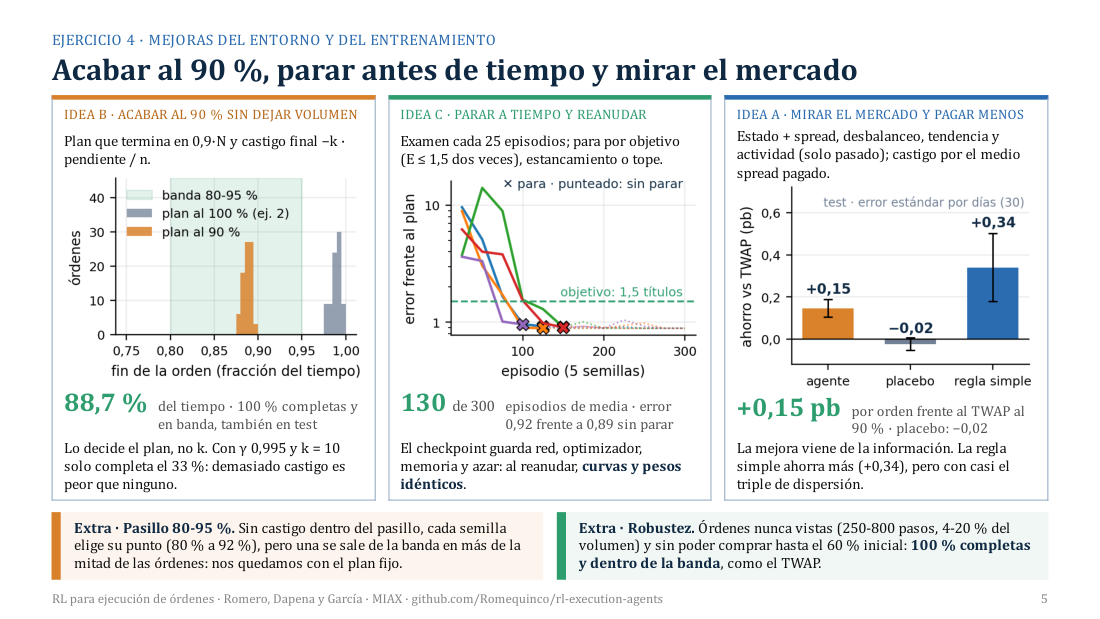 EJERCICIO 4 · MEJORAS DEL ENTORNO Y DEL ENTRENAMIENTO
Acabar al 90 %, parar antes de tiempo y mirar el mercado
IDEA B · ACABAR AL 90 % SIN DEJAR VOLUMEN
Plan que termina en 0,9·N y castigo final −k ·
pendiente / n.
banda 80-95 %
plan al 100 % (ej. 2)
plan al 90 %
órdenes
40
30
20
10
0
0,75 0,80 0,85 0,90 0,95 1,00
fin de la orden (fracción del tiempo)
88,7 % del tiempo · 100 % completas y
en banda, también en test
Lo decide el plan, no k. Con γ 0,995 y k = 10
solo completa el 33 %: demasiado castigo es
peor que ninguno.
IDEA C · PARAR A TIEMPO Y REANUDAR
Examen cada 25 episodios; para por objetivo
(E ≤ 1,5 dos veces), estancamiento o tope.
× para · punteado: sin parar
error frente al plan
10
1
objetivo: 1,5 títulos
100 200 300
episodio (5 semillas)
130 de 300 episodios de media · error
0,92 frente a 0,89 sin parar
El checkpoint guarda red, optimizador,
memoria y azar: al reanudar, curvas y pesos
idénticos.
IDEA A · MIRAR EL MERCADO Y PAGAR MENOS
Estado + spread, desbalanceo, tendencia y
actividad (solo pasado); castigo por el medio
spread pagado.
test · error estándar por días (30)
ahorro vs TWAP (pb)
0,6
0,4
0,2
0,0
+0,15
−0,02
+0,34
agente placebo regla simple
+0,15 pb por orden frente al TWAP al
90 % · placebo: −0,02
La mejora viene de la información. La regla
simple ahorra más (+0,34), pero con casi el
triple de dispersión.
Extra · Pasillo 80-95 %. Sin castigo dentro del pasillo, cada semilla
elige su punto (80 % a 92 %), pero una se sale de la banda en más de la
mitad de las órdenes: nos quedamos con el plan fijo.
Extra · Robustez. Órdenes nunca vistas (250-800 pasos, 4-20 % del
volumen) y sin poder comprar hasta el 60 % inicial: 100 % completas
y dentro de la banda, como el TWAP.
RL para ejecución de órdenes · Romero, Dapena y García · MIAX · github.com/Romequinco/rl-execution-agents
5